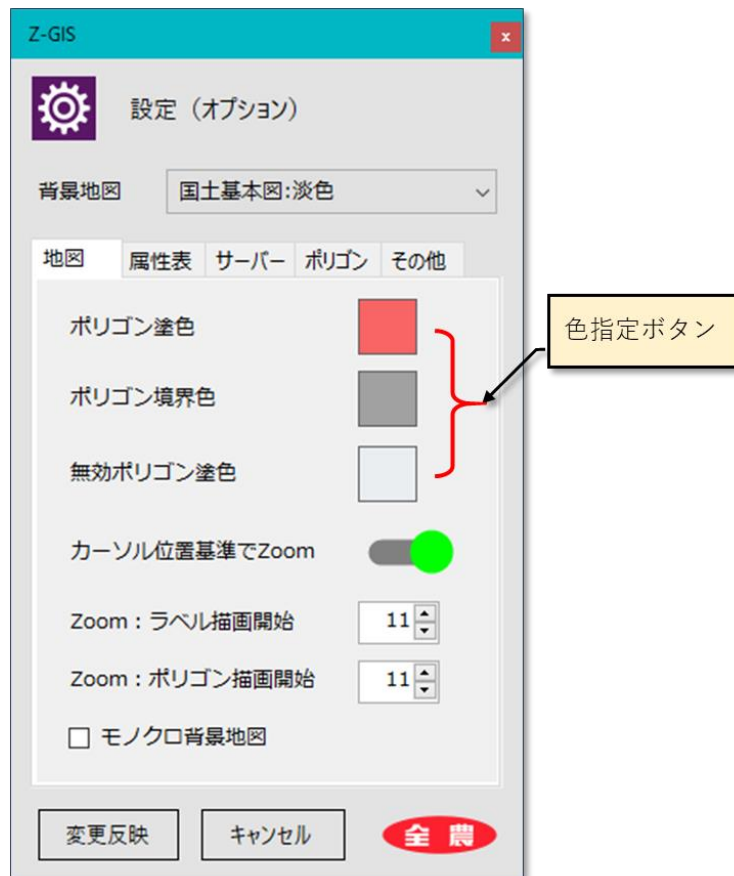 Z-GIS
x
設定（オプション）
背景地図 国土基本図:淡色
地図 属性表 サーバー ポリゴン その他
ポリゴン塗色
色指定ボタン
ポリゴン境界色
無効ポリゴン塗色
カーソル位置基準でZoom
Zoom：ラベル描画開始 11
Zoom：ポリゴン描画開始 11
モノクロ背景地図
変更反映 キャンセル 全農